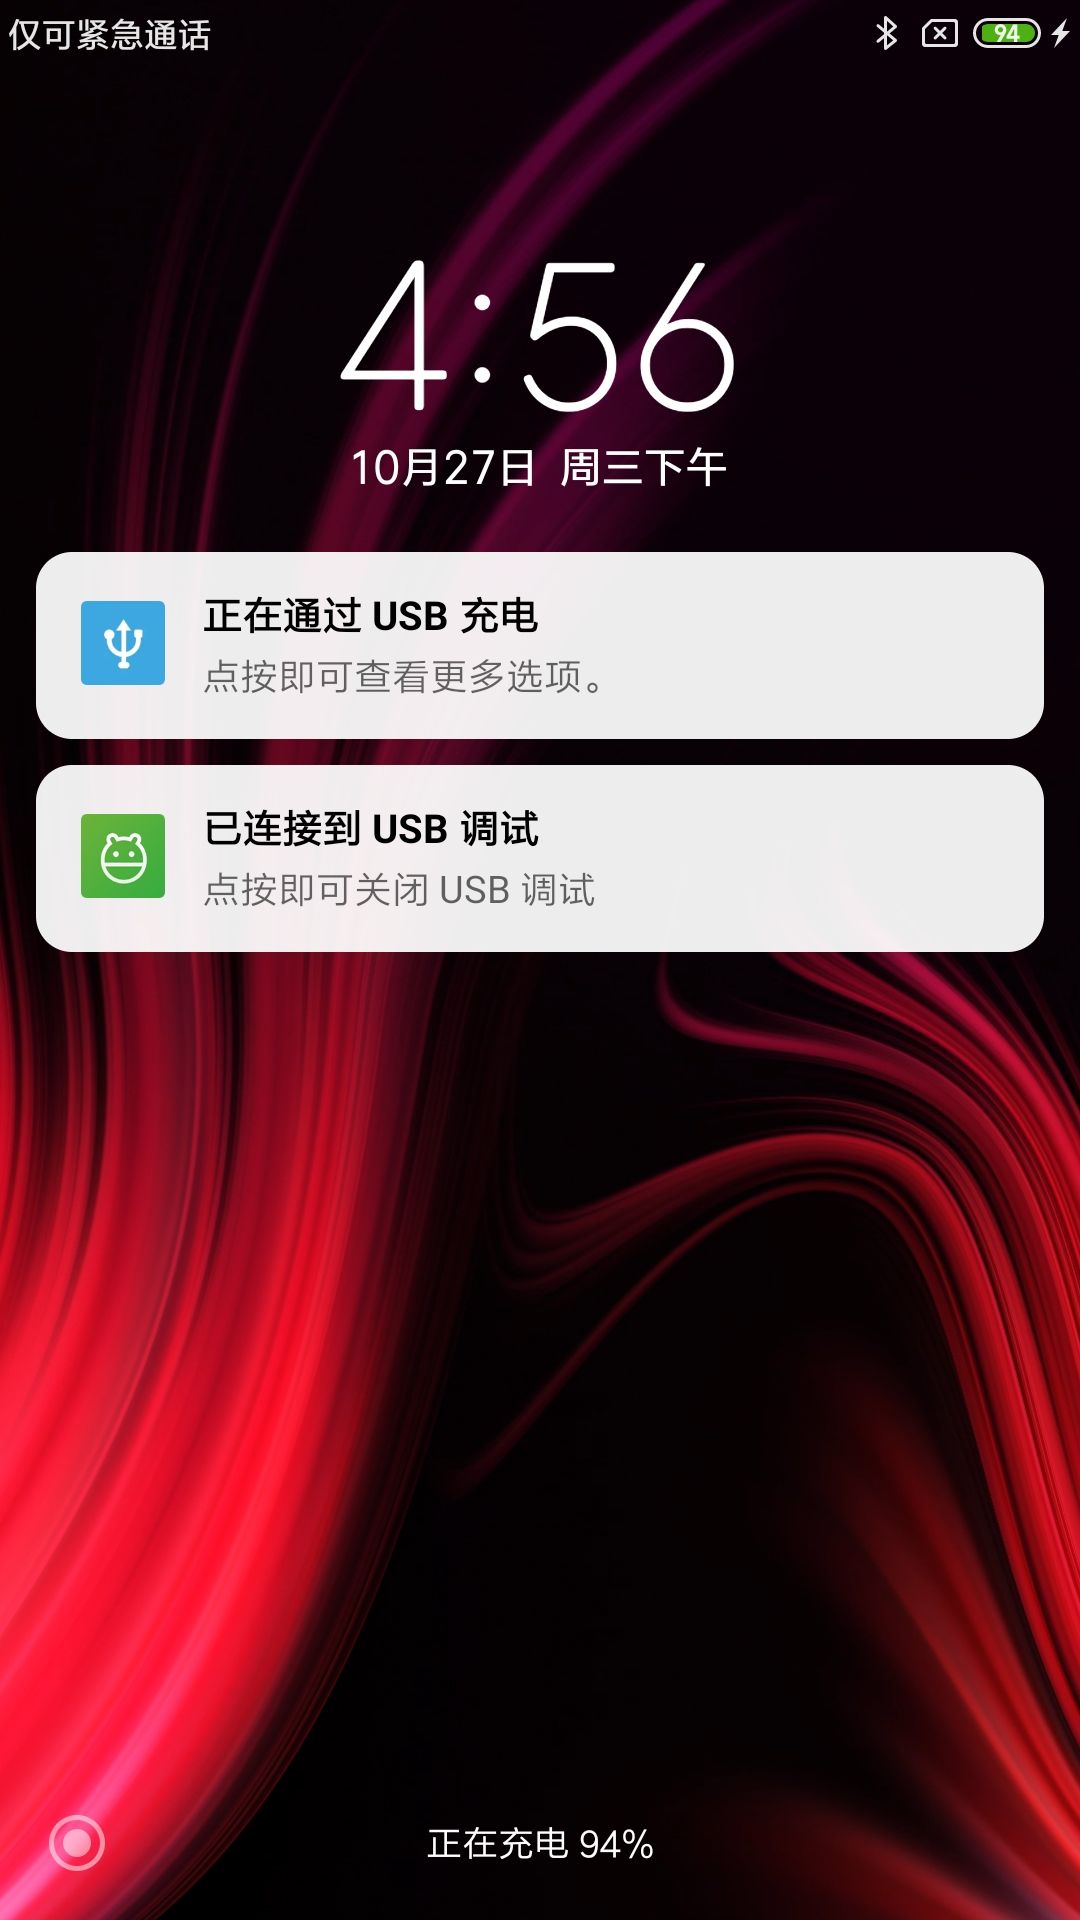 仅可紧急通话
94
4:56
10月27日 周三下午
正在通过 USB 充电
点按即可查看更多选项。
已连接到 USB 调试
点按即可关闭 USB 调试
正在充电 94%